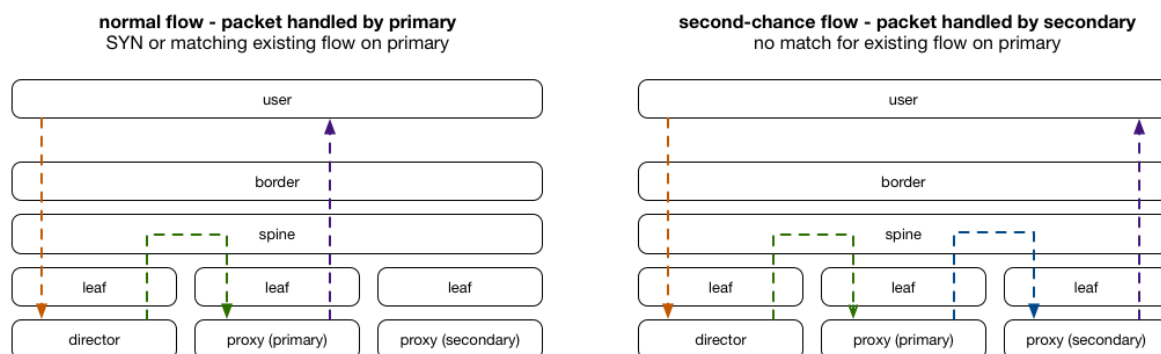 normal flow - packet handled by primary
SYN or matching existing flow on primary
user
border
spine
leaf
leaf
leaf
director
proxy (primary)
proxy (secondary)
second-chance flow - packet handled by secondary
no match for existing flow on primary
user
border
spine
leaf
leaf
leaf
director
proxy (primary)
proxy (secondary)